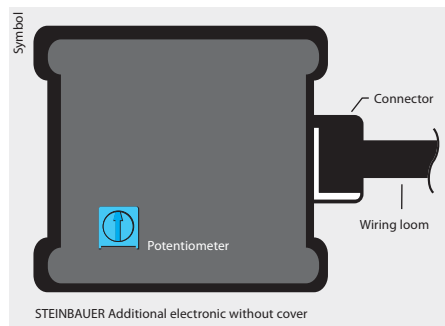 Symbol
Connector
Wiring loom
Potentiometer
STEINBAUER Additional electronic without cover